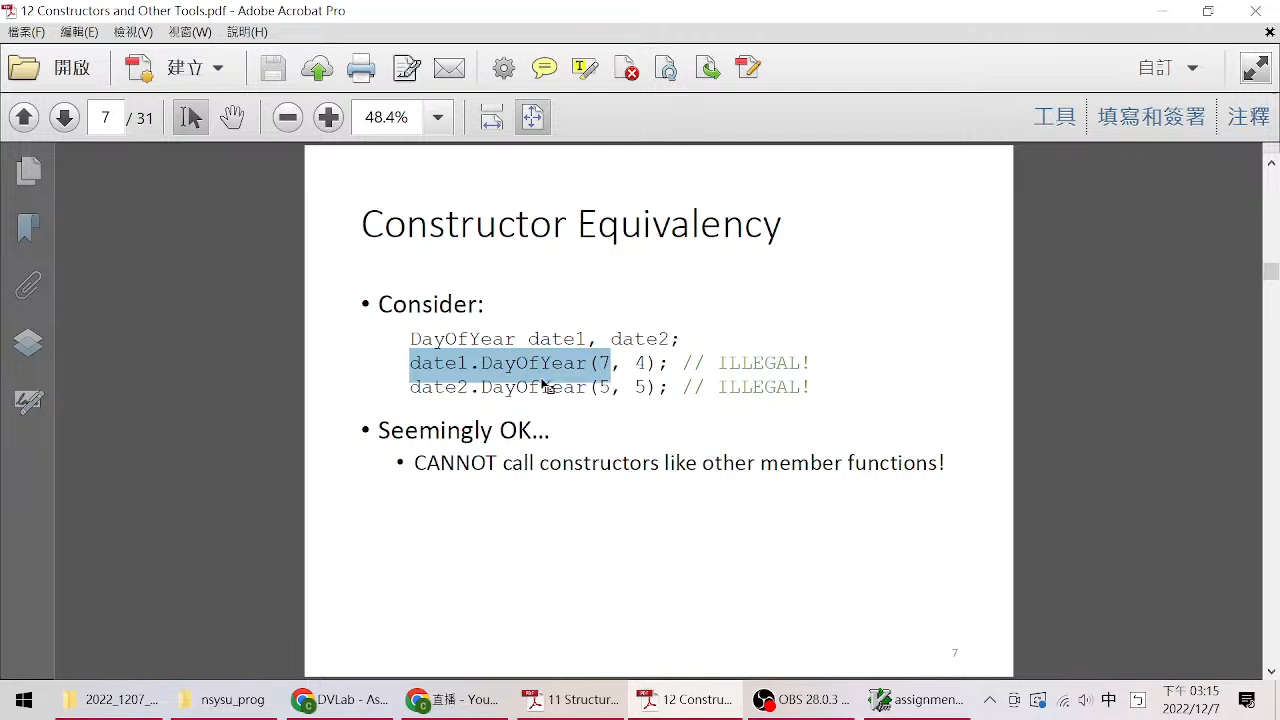 12 Constructors and Other Tools.pdf - Adobe Acrobat Pro
檔案(F) 編輯(E) 檢視(V) 視窗(W) 說明(H)
開啟 建立 自訂
7 / 31 48.4% 工具 填寫和簽署 注釋
Constructor Equivalency
• Consider:
DayOfYear date1, date2;
date1.DayOfYear(7, 4); // ILLEGAL!
date2.DayOfYear(5, 5); // ILLEGAL!
• Seemingly OK…
• CANNOT call constructors like other member functions!
7
2022_1207... nsysu_prog DVLab - As... 直播 - You... 11 Structur... 12 Constru... OBS 28.0.3 ... assignmen... 中 下午 03:15
2022/12/7